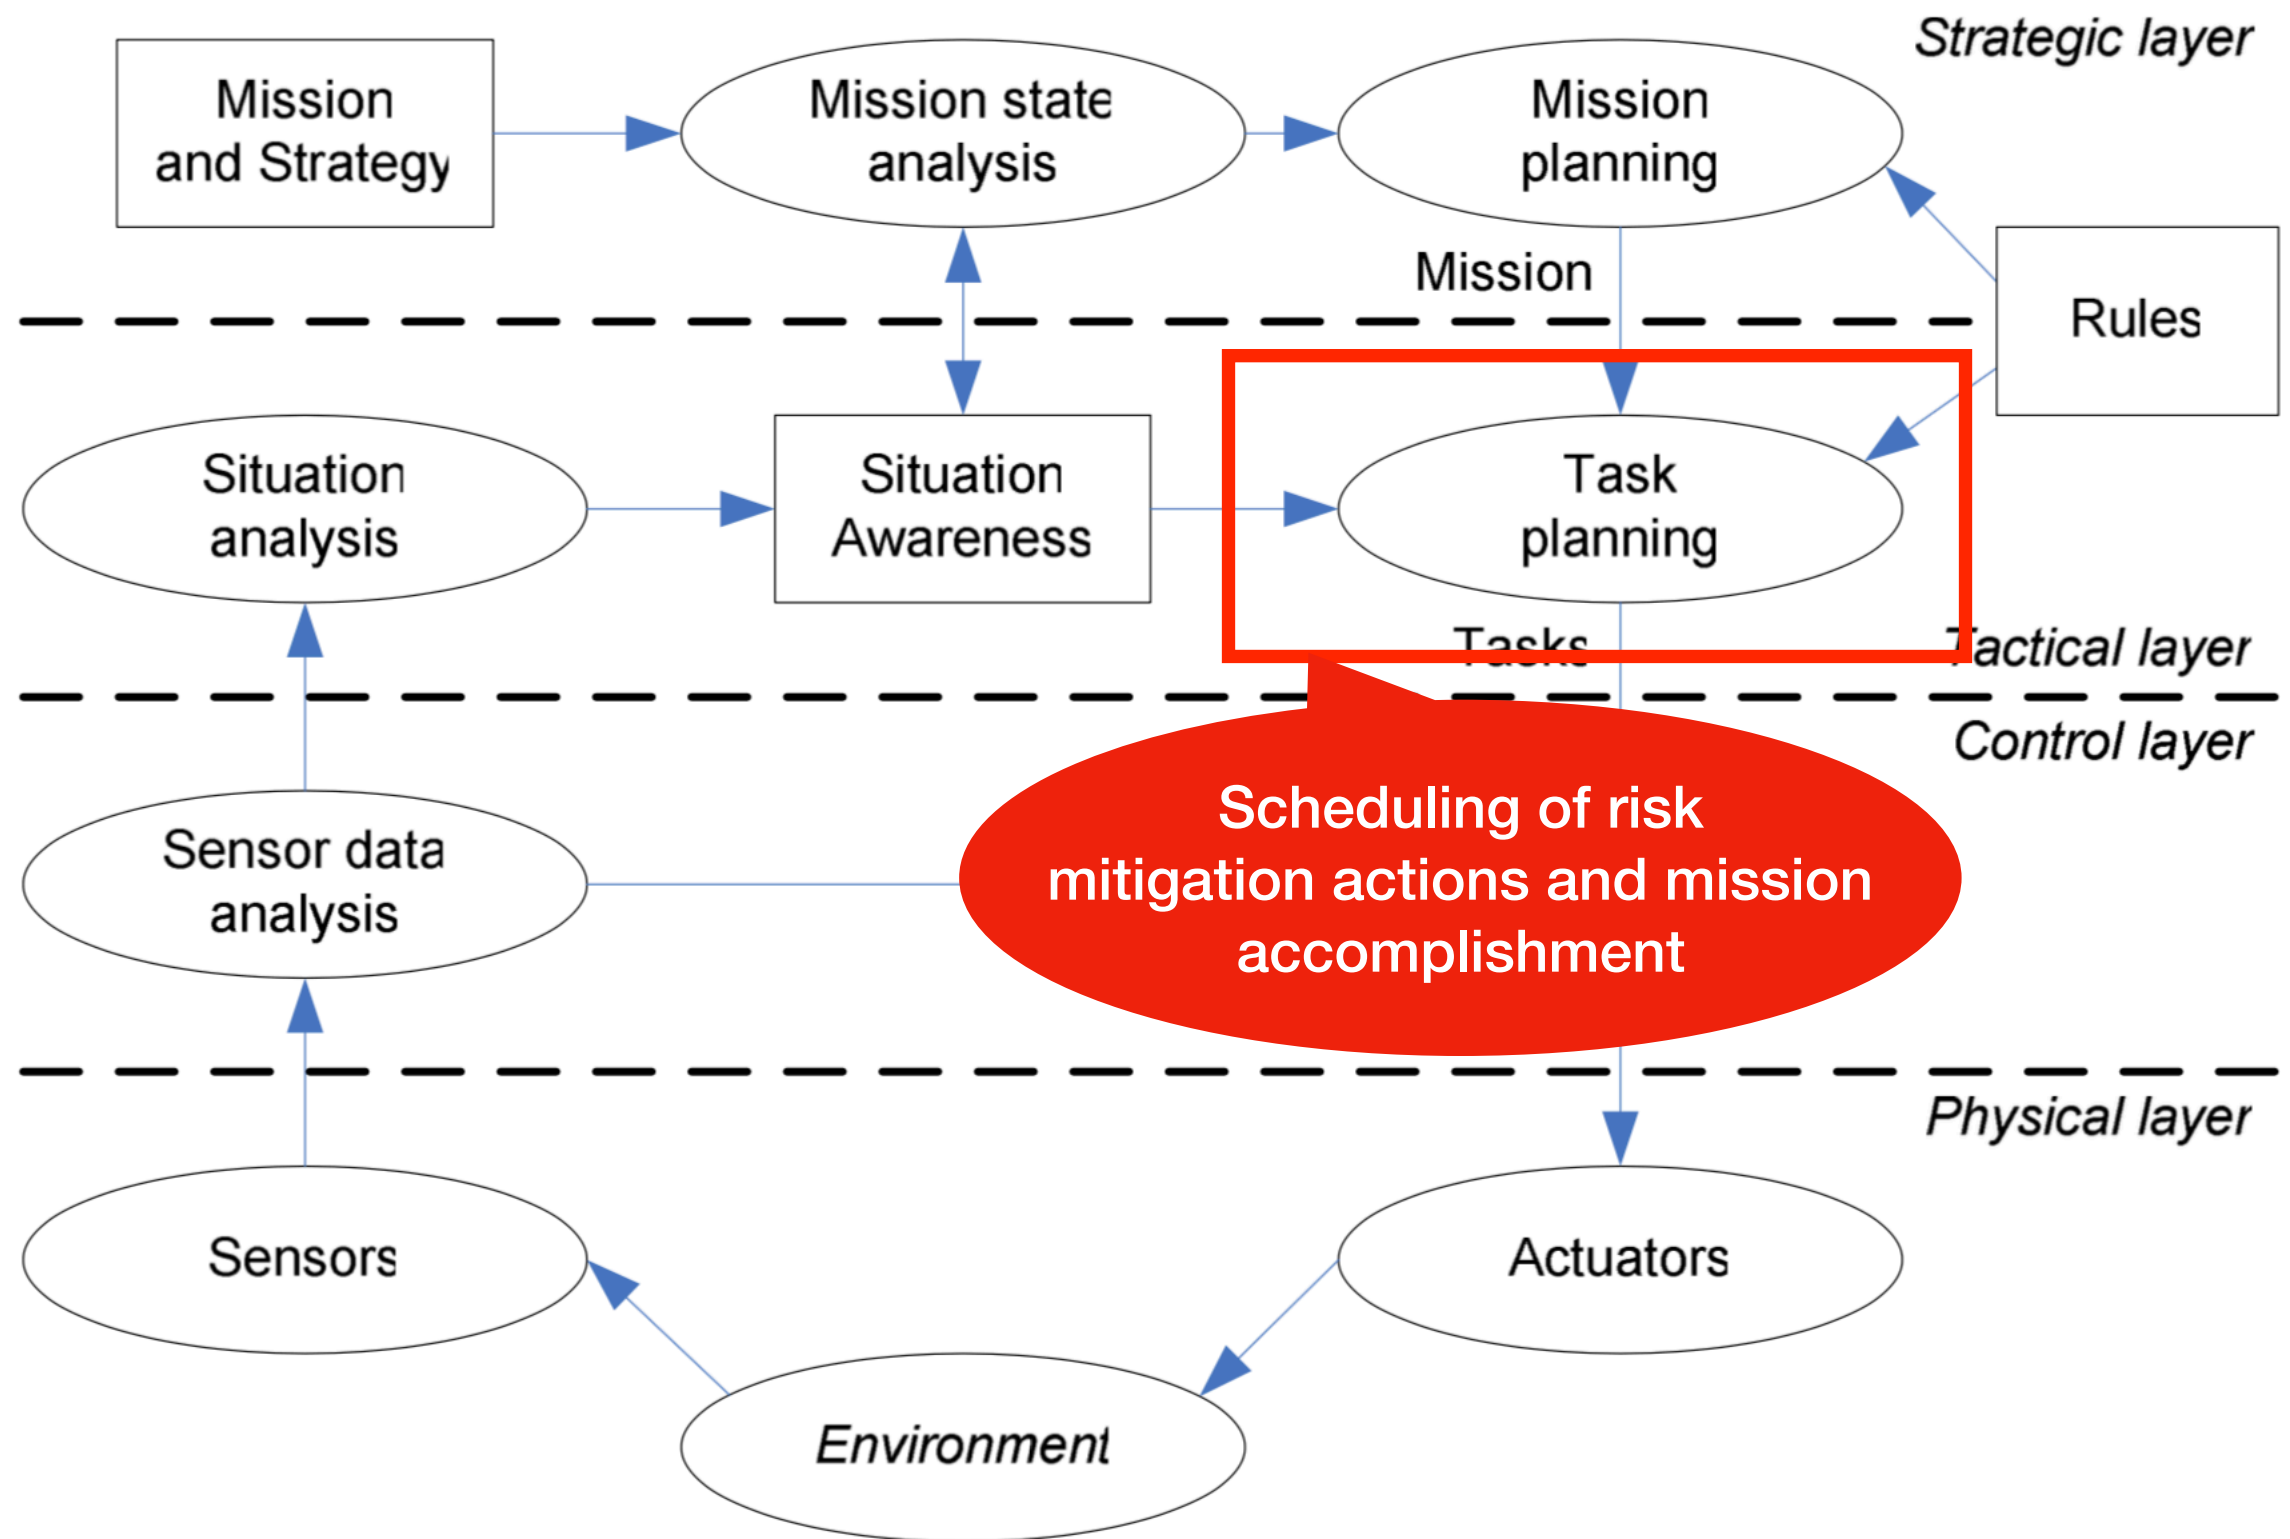 Strategic layer
Mission
and Strategy
Mission state
analysis
Mission
planning
Mission
Rules
Situation
analysis
Situation
Awareness
Task
planning
Tasks
Tactical layer
Control layer
Sensor data
analysis
Scheduling of risk
mitigation actions and mission
accomplishment
Physical layer
Sensors
Actuators
Environment